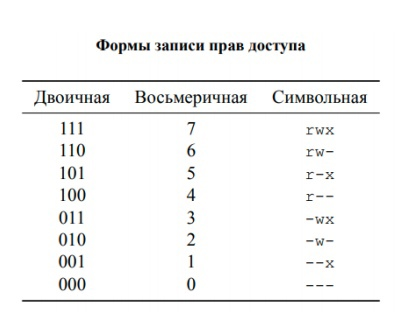 Формы записи прав доступа
Двоичная Восьмеричная Символьная
111 7 rwx
110 6 rw-
101 5 r-x
100 4 r--
011 3 -wx
010 2 -w-
001 1 --x
000 0 ---